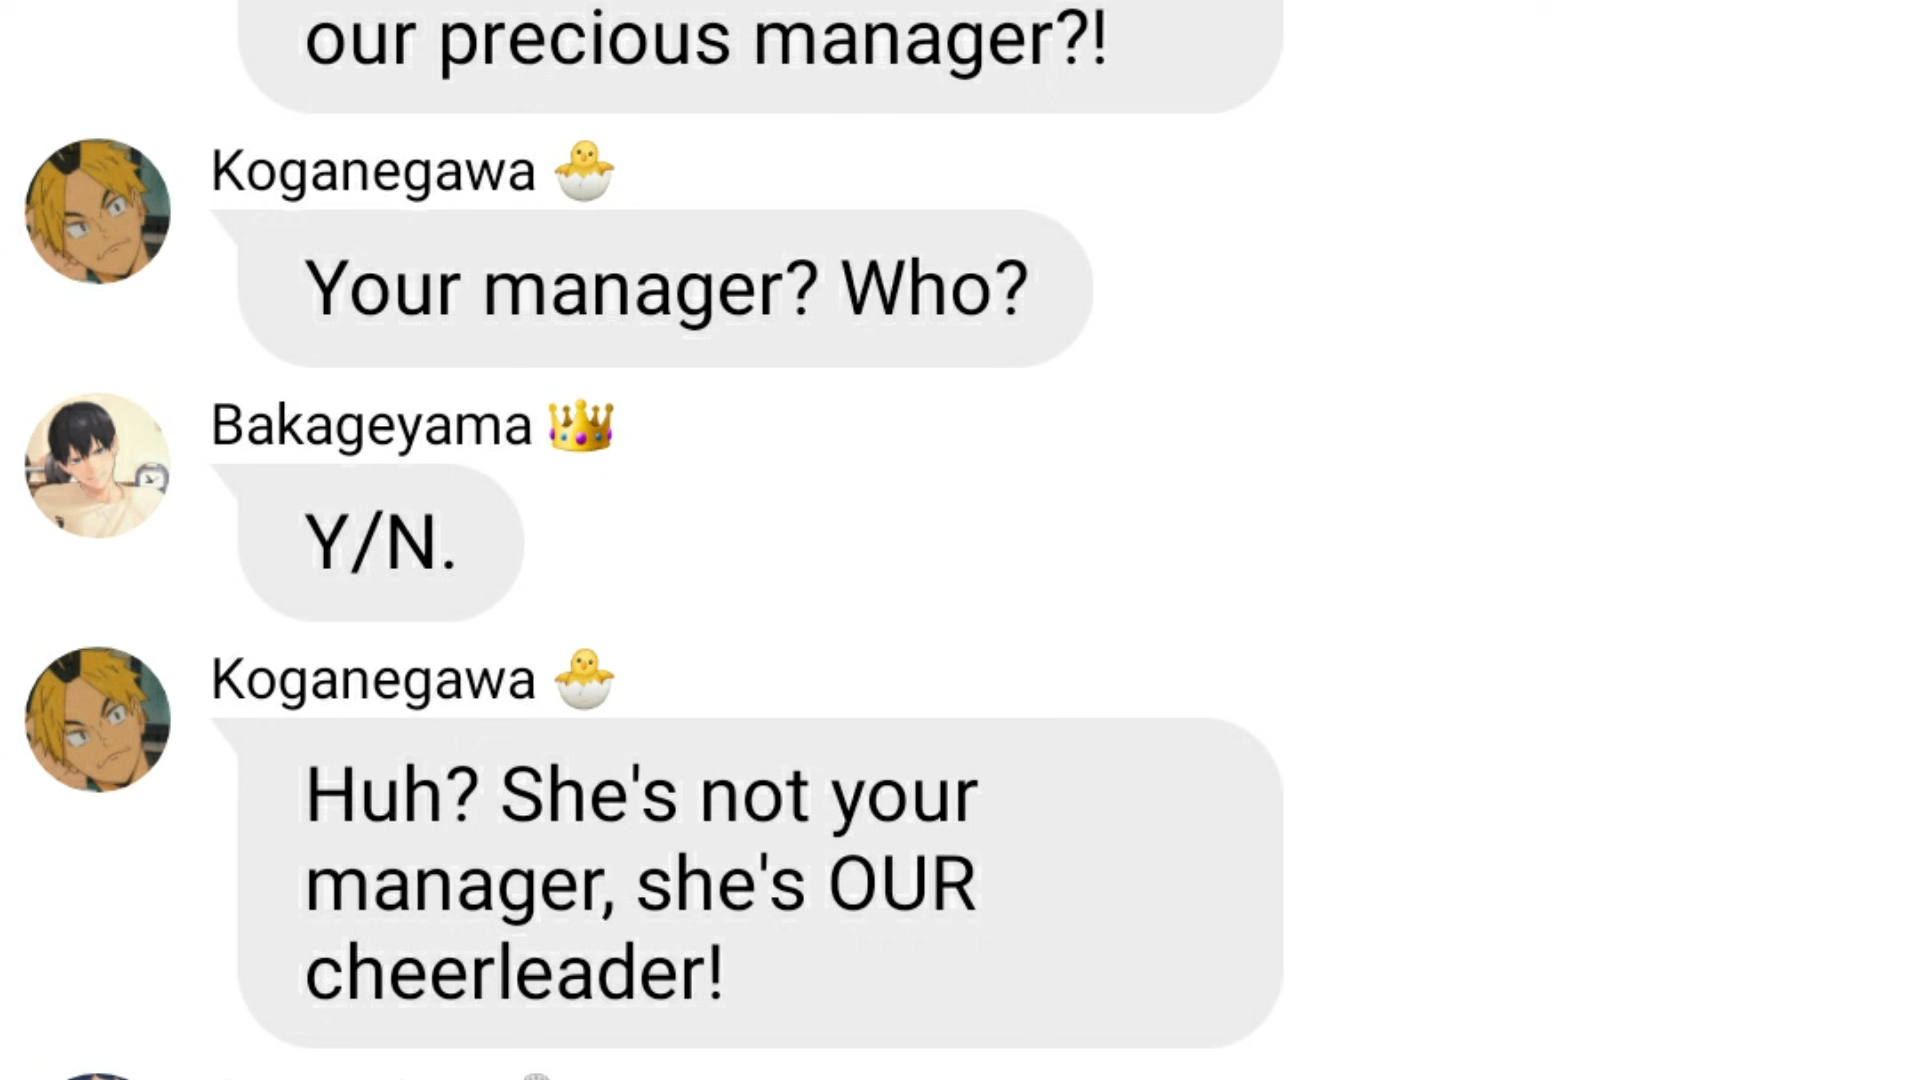 our precious manager?!
Koganegawa 🐣
Your manager? Who?
Bakageyama 👑
Y/N.
Koganegawa 🐣
Huh? She's not your
manager, she's OUR
cheerleader!